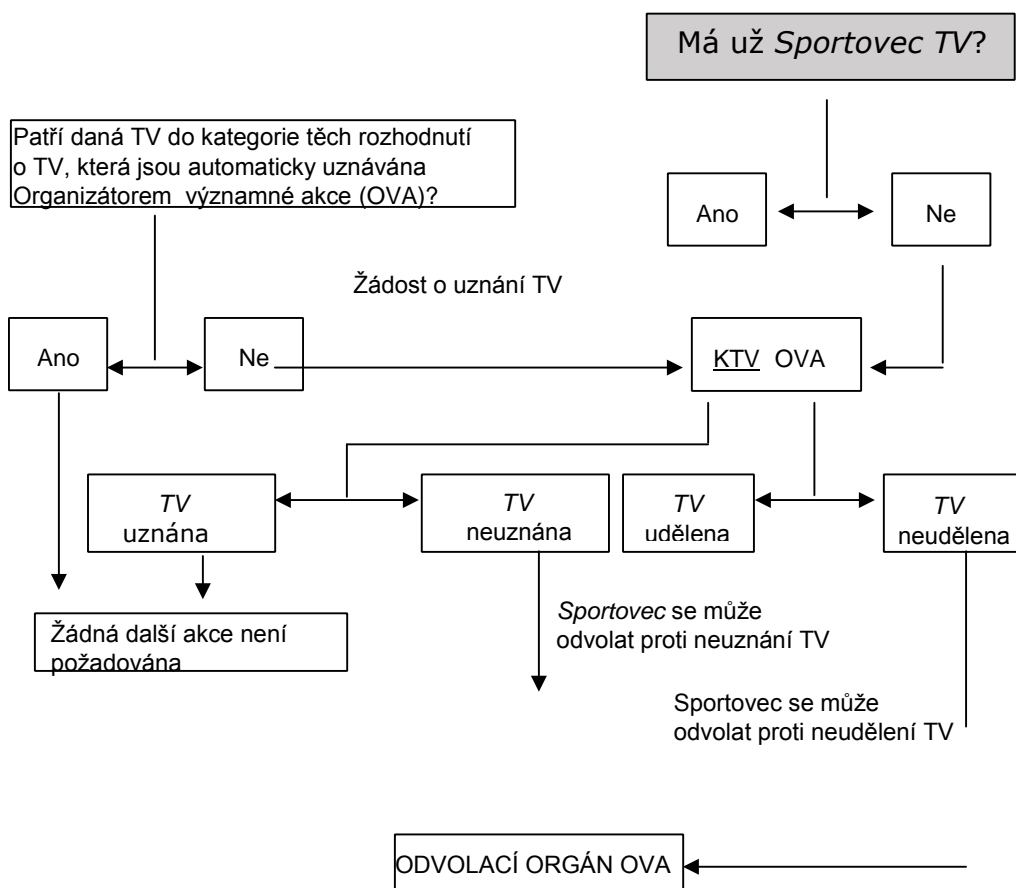 Má už Sportovec TV?
Patří daná TV do kategorie těch rozhodnutí
o TV, která jsou automaticky uznávána
Organizátorem významné akce (OVA)?
Ano
Ne
Žádost o uznání TV
Ano
Ne
KTV OVA
TV
uznána
TV
neuznána
TV
udělena
TV
neudělena
Žádná další akce není
požadována
Sportovec se může
odvolat proti neuznání TV
Sportovec se může
odvolat proti neudělení TV
ODVOLACÍ ORGÁN OVA